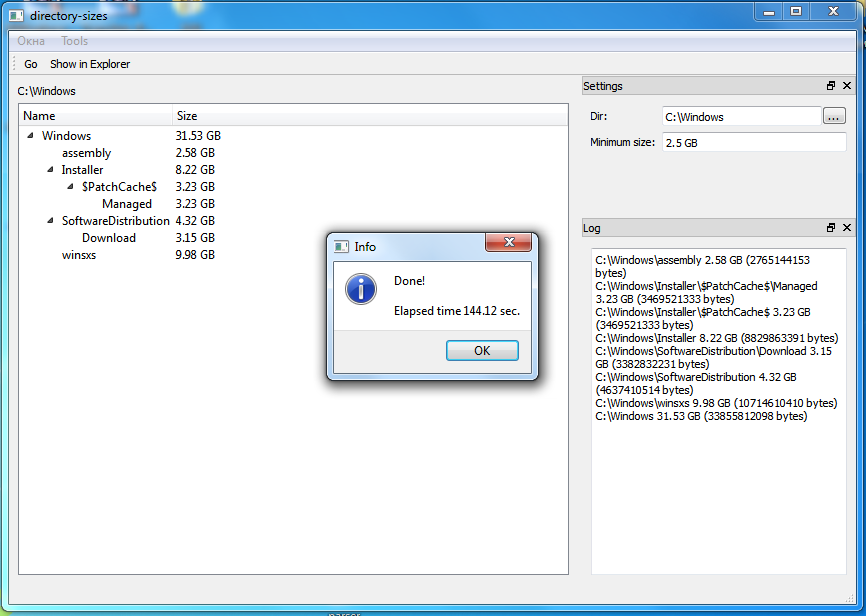 directory-sizes
Окна Tools
Go Show in Explorer
C:\Windows
Name Size
Windows 31.53 GB
assembly 2.58 GB
Installer 8.22 GB
$PatchCache$ 3.23 GB
Managed 3.23 GB
SoftwareDistribution 4.32 GB
Download 3.15 GB
winsxs 9.98 GB
Info
Done!
Elapsed time 144.12 sec.
OK
Settings
Dir: C:\Windows ...
Minimum size: 2.5 GB
Log
C:\Windows\assembly 2.58 GB (2765144153
bytes)
C:\Windows\Installer\$PatchCache$\Managed
3.23 GB (3469521333 bytes)
C:\Windows\Installer\$PatchCache$ 3.23 GB
(3469521333 bytes)
C:\Windows\Installer 8.22 GB (8829863391 bytes)
C:\Windows\SoftwareDistribution\Download 3.15
GB (3382832231 bytes)
C:\Windows\SoftwareDistribution 4.32 GB
(4637410514 bytes)
C:\Windows\winsxs 9.98 GB (10714610410 bytes)
C:\Windows 31.53 GB (33855812098 bytes)